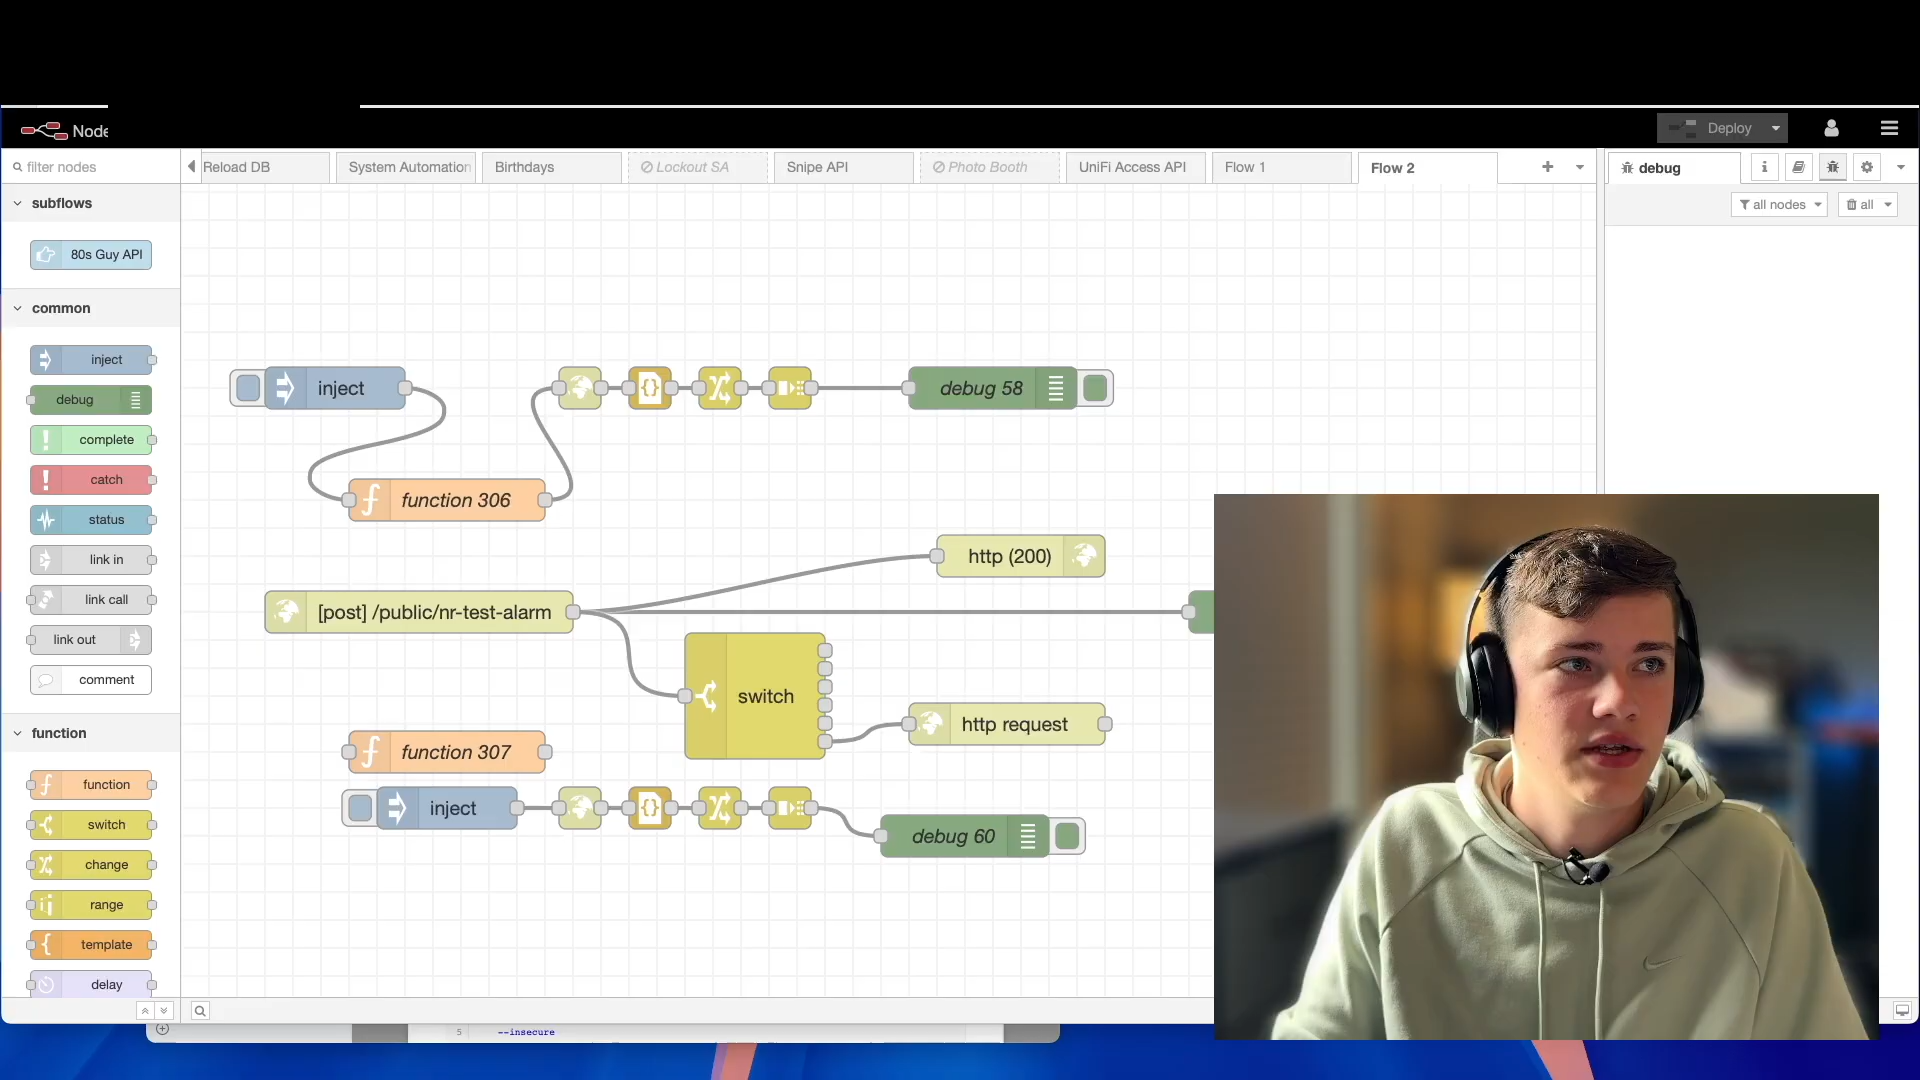 Node
Deploy
filter nodes
Reload DB
System Automation
Birthdays
Lockout SA
Snipe API
Photo Booth
UniFi Access API
Flow 1
Flow 2
debug
all nodes
all
subflows
80s Guy API
common
inject
debug
complete
catch
status
link in
link call
link out
comment
function
function
switch
change
range
template
delay
inject
debug 58
function 306
http (200)
[post] /public/nr-test-alarm
switch
http request
function 307
inject
debug 60
5 --insecure